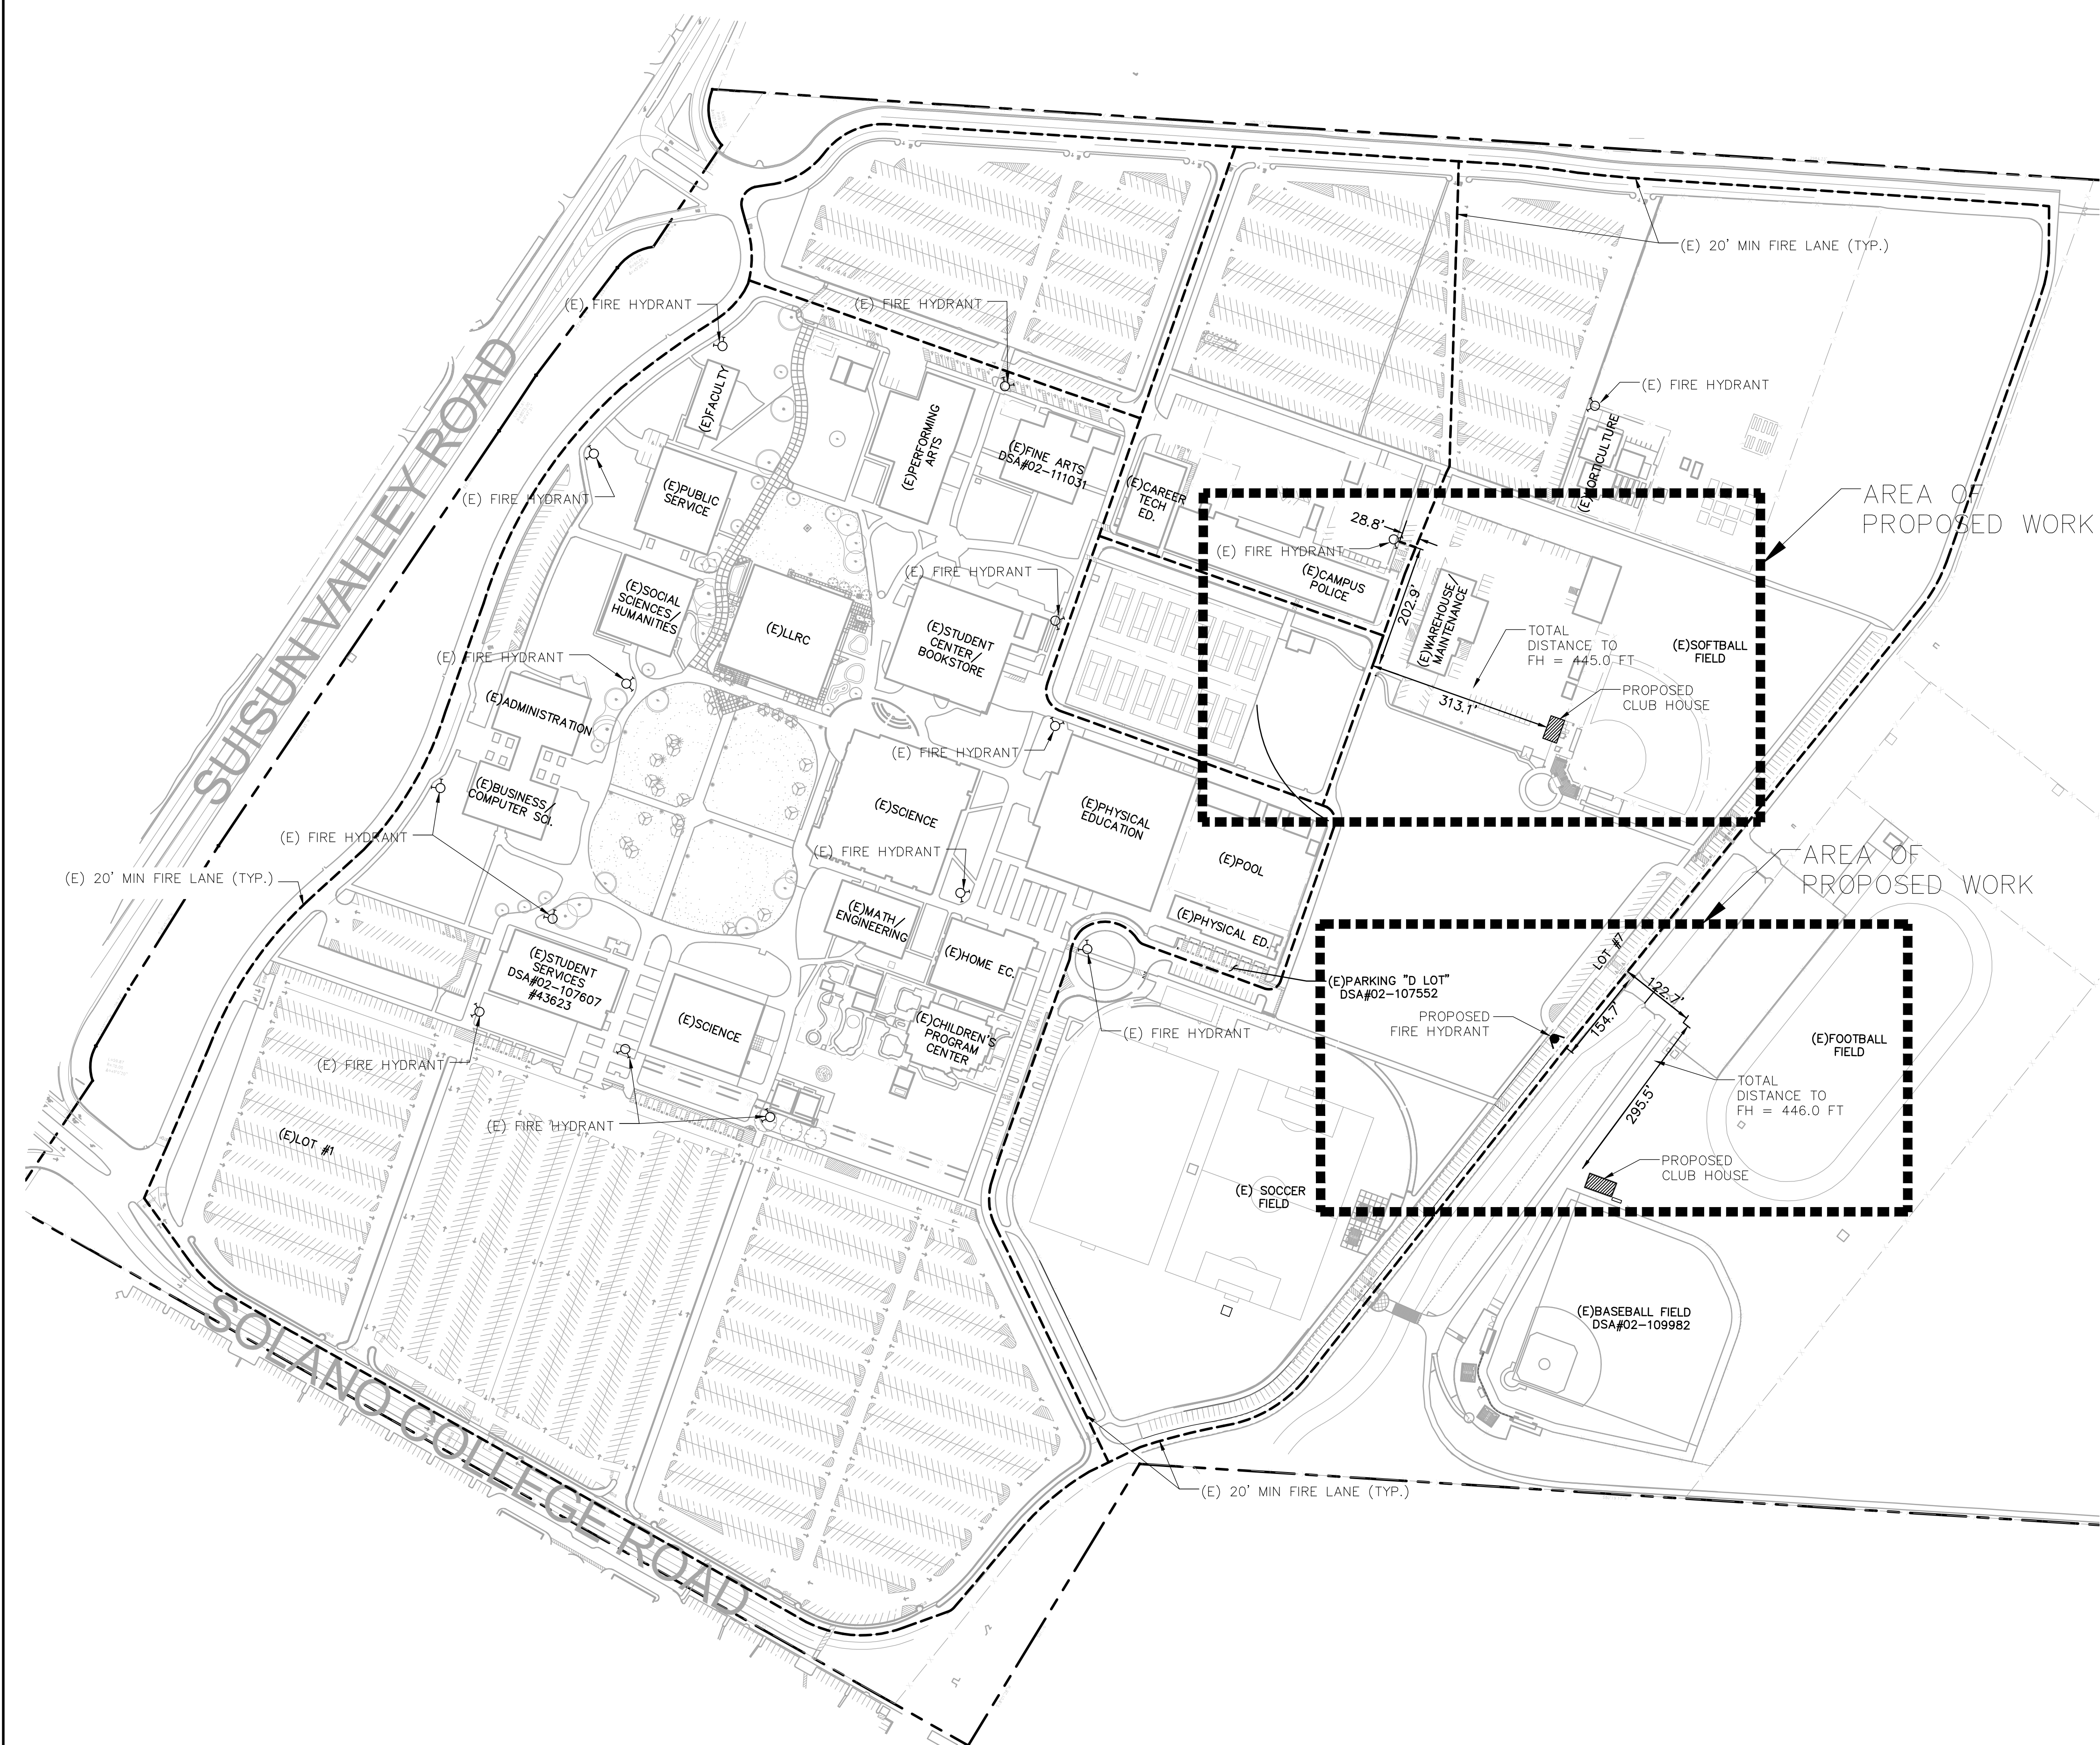 (E) 20' MIN FIRE LANE (TYP.)
(E) FIRE HYDRANT
(E) FIRE HYDRANT
(E) FIRE HYDRANT
(E)FACULTY
(E)PERFORMING
ARTS
(E)FINE ARTS
DSA#02-111031
(E)HORTICULTURE
(E) FIRE HYDRANT
(E)PUBLIC
SERVICE
(E)CAREER
TECH
ED.
AREA OF
PROPOSED WORK
28.8'
(E) FIRE HYDRANT
(E)CAMPUS
POLICE
202.9'
(E)WAREHOUSE/
MAINTENANCE
(E) FIRE HYDRANT
(E)SOCIAL
SCIENCES/
HUMANITIES
(E)LLRC
(E)STUDENT
CENTER/
BOOKSTORE
TOTAL
DISTANCE TO
FH = 445.0 FT
(E)SOFTBALL
FIELD
SUISUN VALLEY ROAD
(E) FIRE HYDRANT
(E)ADMINISTRATION
313.1'
PROPOSED
CLUB HOUSE
(E) FIRE HYDRANT
(E)BUSINESS/
COMPUTER SCI.
(E)SCIENCE
(E)PHYSICAL
EDUCATION
(E) FIRE HYDRANT
(E) FIRE HYDRANT
(E)POOL
AREA OF
PROPOSED WORK
(E) 20' MIN FIRE LANE (TYP.)
(E)MATH/
ENGINEERING
(E)PHYSICAL ED.
(E)HOME EC.
LOT #7
(E)STUDENT
SERVICES
DSA#02-107607
#43623
(E)PARKING "D LOT"
DSA#02-107552
122.7'
154.7'
PROPOSED
FIRE HYDRANT
(E)SCIENCE
(E)CHILDREN'S
PROGRAM
CENTER
(E) FIRE HYDRANT
(E)FOOTBALL
FIELD
(E) FIRE HYDRANT
TOTAL
DISTANCE TO
FH = 446.0 FT
295.5'
(E) FIRE HYDRANT
(E)LOT #1
PROPOSED
CLUB HOUSE
(E) SOCCER
FIELD
(E)BASEBALL FIELD
DSA#02-109982
SOLANO COLLEGE ROAD
(E) 20' MIN FIRE LANE (TYP.)